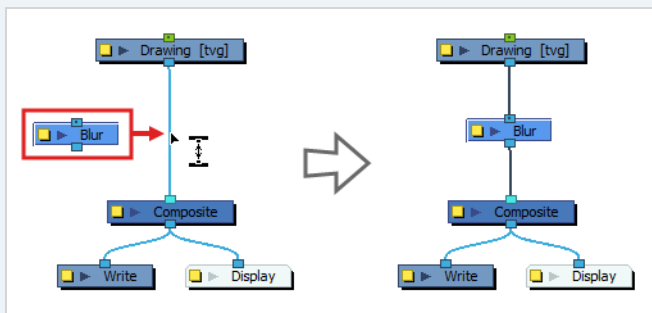 Drawing [tvg]
Blur
Composite
Write
Display
Drawing [tvg]
Blur
Composite
Write
Display